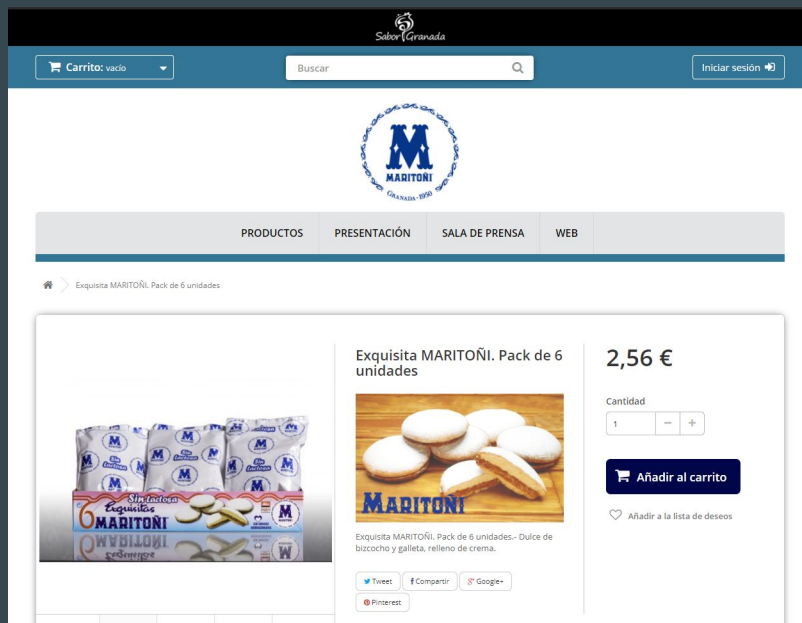 Sabor Granada
Carrito: vacío
Buscar
Iniciar sesión
M
MARITOÑI
GRANADA-1950
PRODUCTOS
PRESENTACIÓN
SALA DE PRENSA
WEB
Exquisita MARITOÑI. Pack de 6 unidades
Exquisita MARITOÑI. Pack de 6
unidades
2,56 €
Cantidad
1
Añadir al carrito
Añadir a la lista de deseos
M
Sin Lactosa
Sin lactosa
6 Exquisitas
MARITOÑI
MARITOÑI
Exquisita MARITOÑI. Pack de 6 unidades.- Dulce de
bizcocho y galleta, relleno de crema.
Tweet
Compartir
Google+
Pinterest